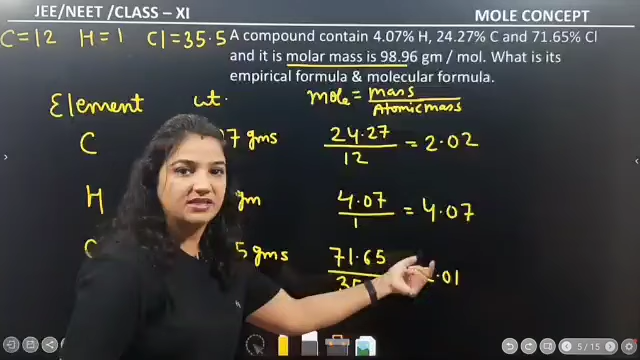 JEE/NEET /CLASS – XI
MOLE CONCEPT
C=12 H=1 Cl=35.5
A compound contain 4.07% H, 24.27% C and 71.65% Cl
and it is molar mass is 98.96 gm / mol. What is its
empirical formula & molecular formula.
Element wt. mole = mass
Atomicmass
C 7 gms 24.27
12 = 2.02
H gm 4.07
1 = 4.07
5 gms 71.65
.01
5 / 15